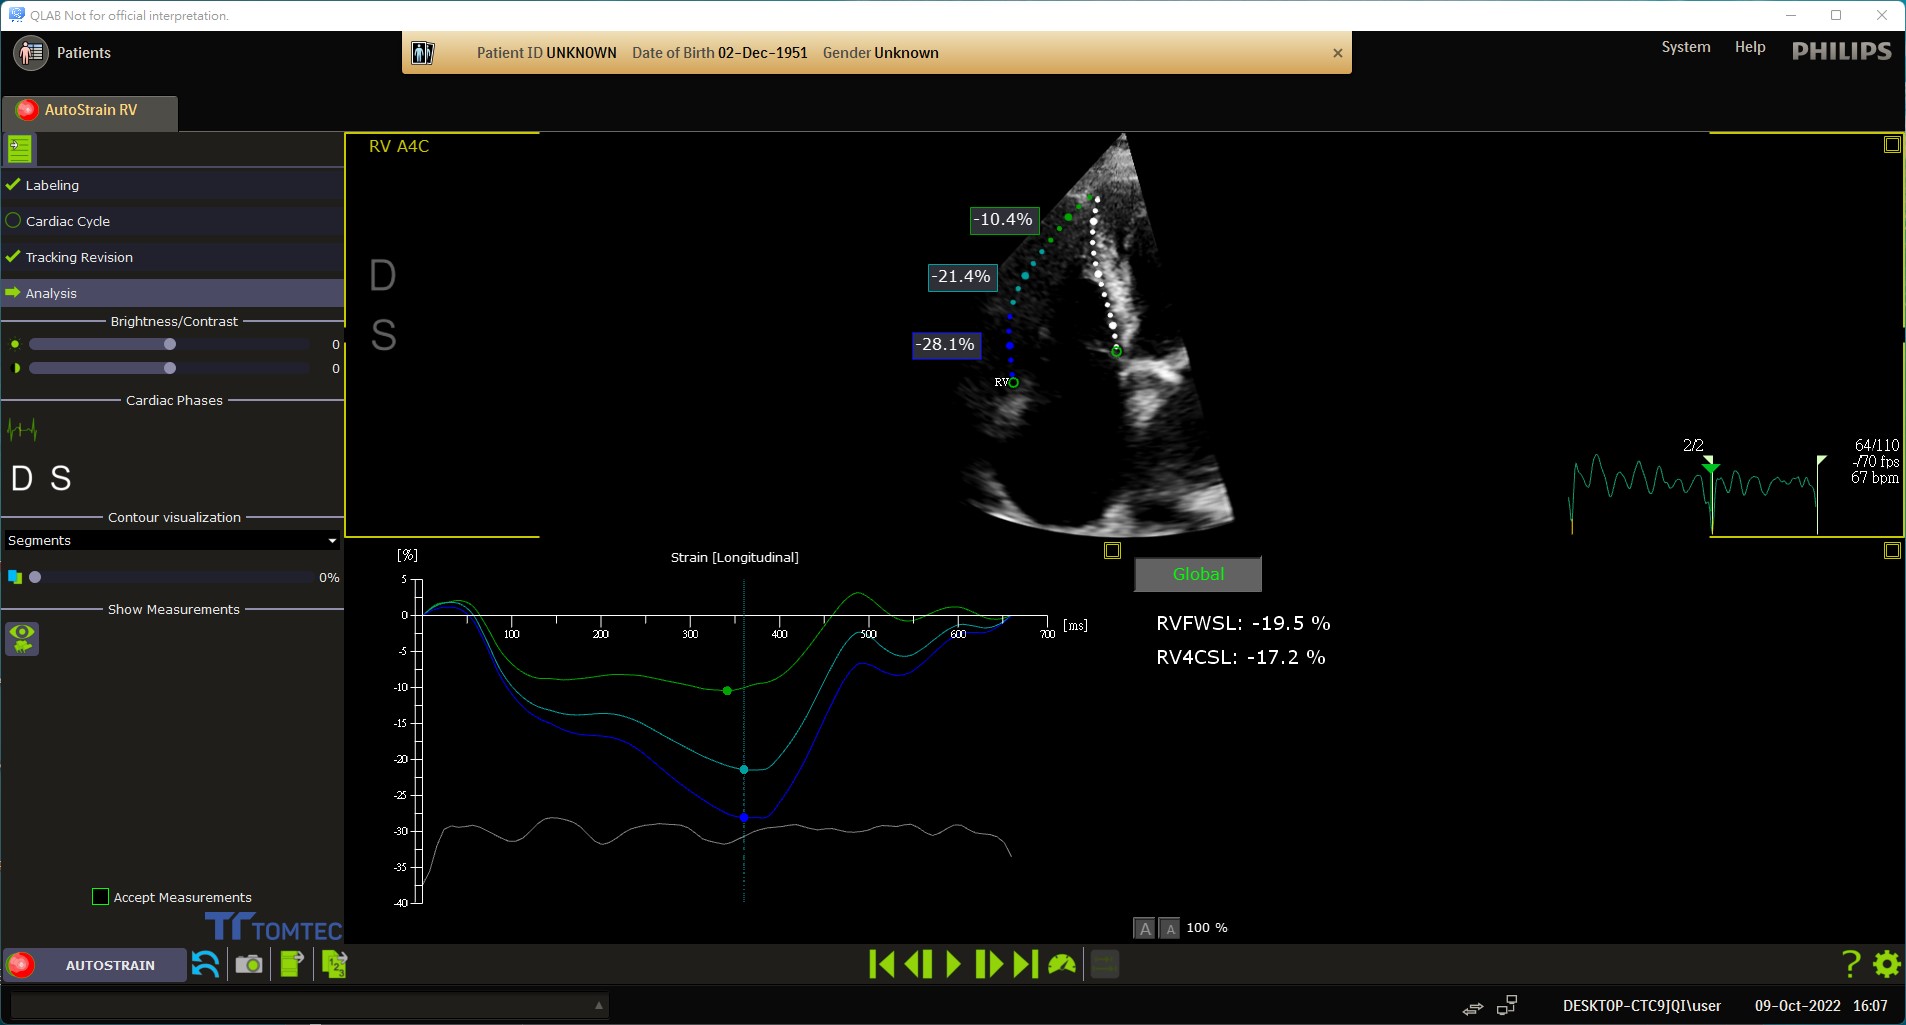 QLAB Not for official interpretation.
Patients
Patient ID UNKNOWN Date of Birth 02-Dec-1951 Gender Unknown
System Help PHILIPS
AutoStrain RV
Labeling
Cardiac Cycle
Tracking Revision
Analysis
Brightness/Contrast
0
0
Cardiac Phases
D S
Contour visualization
Segments
0%
Show Measurements
Accept Measurements
TOMTEC
RV A4C
D
S
-10.4%
-21.4%
-28.1%
RV
2/2
64/110
-/70 fps
67 bpm
[%]
Strain [Longitudinal]
5
0
-5
-10
-15
-20
-25
-30
-35
-40
100 200 300 400 500 600 700 [ms]
Global
RVFWSL: -19.5 %
RV4CSL: -17.2 %
A A 100 %
AUTOSTRAIN
1 2 3
?
DESKTOP-CTC9JQI\user 09-Oct-2022 16:07